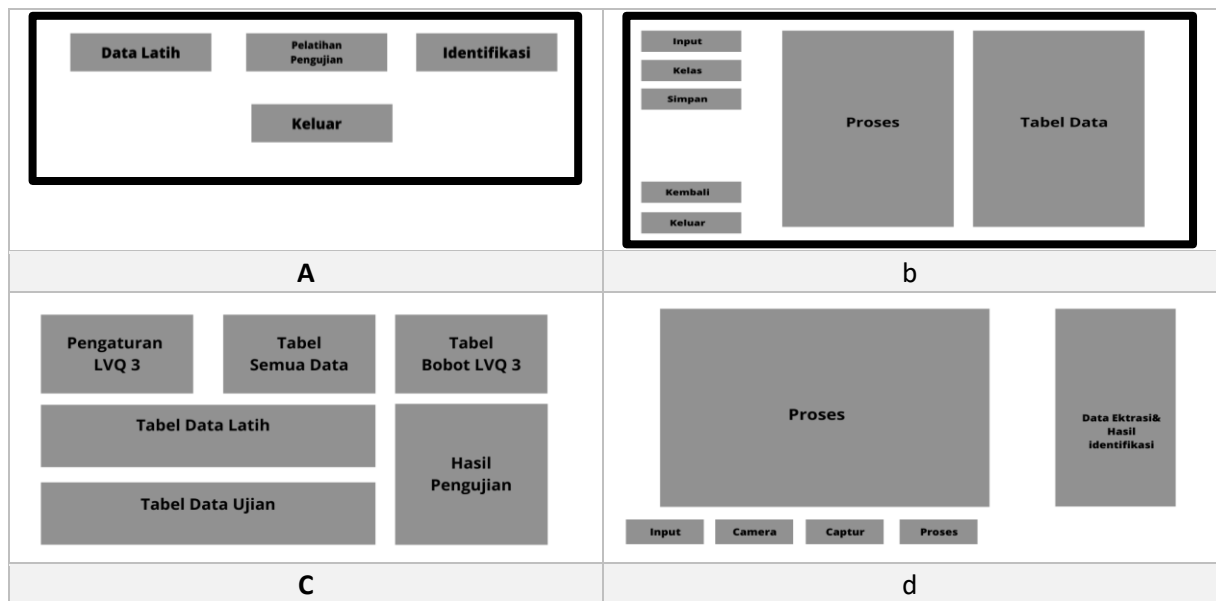 Data Latih
Pelatihan
Pengujian
Identifikasi
Keluar
Input
Kelas
Simpan
Kembali
Keluar
Proses
Tabel Data
A
b
Pengaturan
LVQ 3
Tabel
Semua Data
Tabel
Bobot LVQ 3
Tabel Data Latih
Tabel Data Ujian
Hasil
Pengujian
Proses
Data Ektrasi&
Hasil
identifikasi
Input
Camera
Captur
Proses
C
d